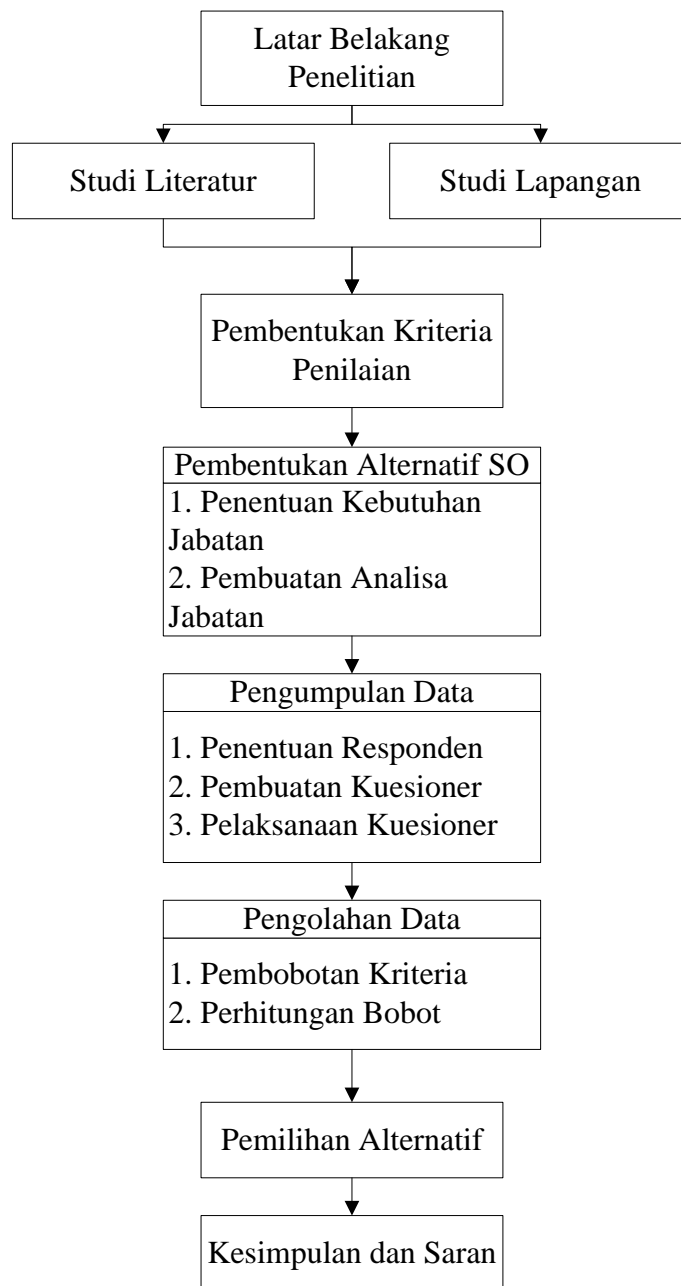 Latar Belakang
Penelitian
Studi Literatur
Studi Lapangan
Pembentukan Kriteria
Penilaian
Pembentukan Alternatif SO
1. Penentuan Kebutuhan
Jabatan
2. Pembuatan Analisa
Jabatan
Pengumpulan Data
1. Penentuan Responden
2. Pembuatan Kuesioner
3. Pelaksanaan Kuesioner
Pengolahan Data
1. Pembobotan Kriteria
2. Perhitungan Bobot
Pemilihan Alternatif
Kesimpulan dan Saran